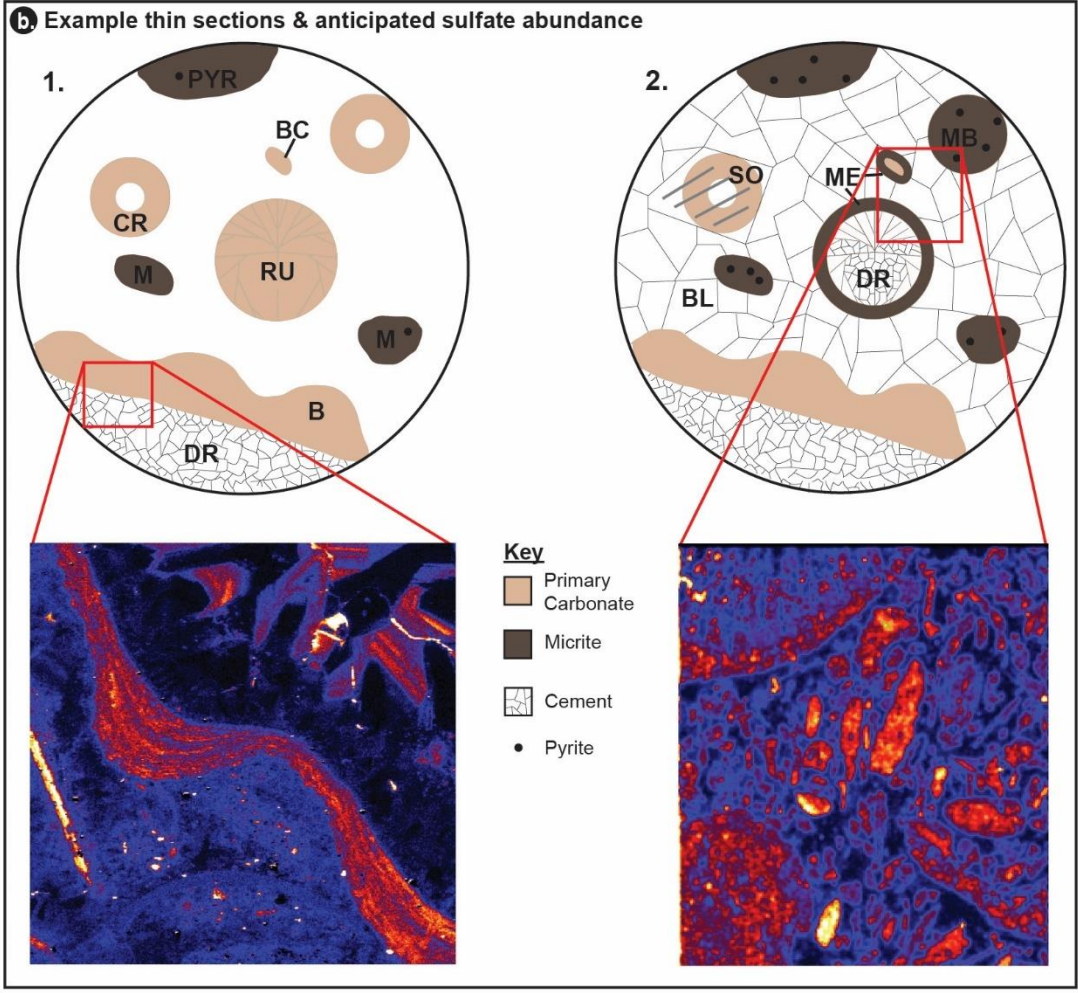 b. Example thin sections & anticipated sulfate abundance
1.
PYR
BC
CR
M
RU
M
B
DR
2.
MB
SO
ME
DR
BL
Key
Primary
Carbonate
Micrite
Cement
Pyrite